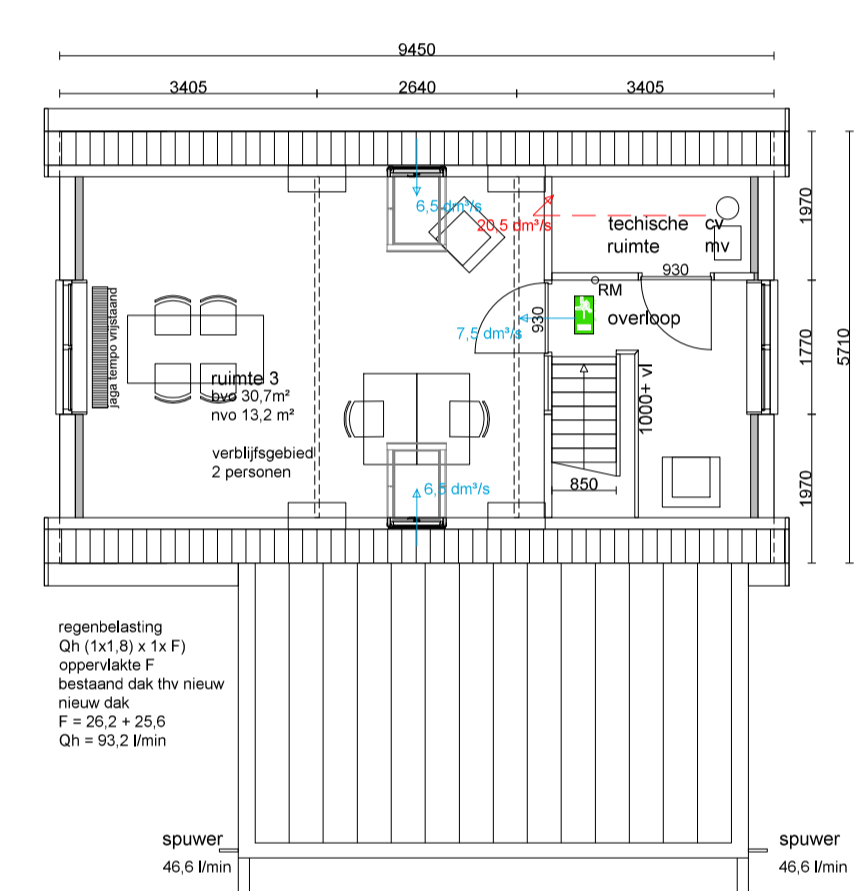 9450
3405
2640
3405
6,5 dm³/s
20,5 dm³/s
techische cv
ruimte mv
1970
930
RM
overloop
7,5 dm³/s
930
1770
5710
jaga tempo vrijstaand
ruimte 3
bvo 30,7m²
nvo 13,2 m²
1000+ vl
verblijfsgebied
2 personen
6,5 dm³/s
850
1970
regenbelasting
Qh (1x1,8) x 1x F)
oppervlakte F
bestaand dak thv nieuw
nieuw dak
F = 26,2 + 25,6
Qh = 93,2 l/min
spuwer
46,6 l/min
spuwer
46,6 l/min